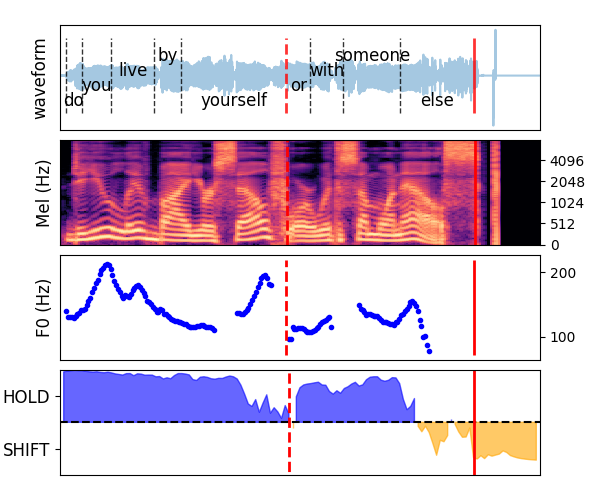 waveform
do you live by yourself or with someone else
Mel (Hz)
4096
2048
1024
512
0
F0 (Hz)
200
100
HOLD
SHIFT